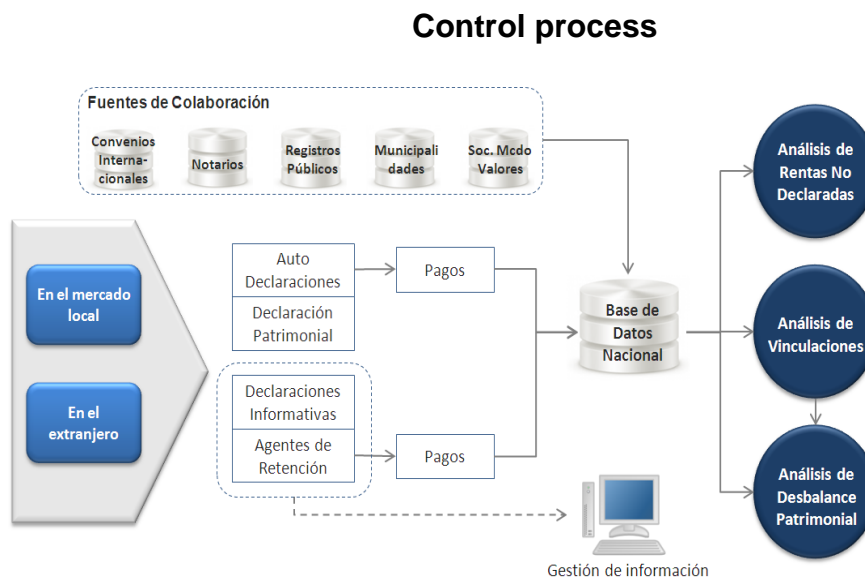 Control process
Fuentes de Colaboración
Convenios
Interna-
cionales
Notarios
Registros
Públicos
Municipali
dades
Soc. Mcdo
Valores
En el mercado
local
En el
extranjero
Auto
Declaraciones
Declaración
Patrimonial
Declaraciones
Informativas
Agentes de
Retención
Pagos
Pagos
Base de
Datos
Nacional
Gestión de información
Análisis de
Rentas No
Declaradas
Análisis de
Vinculaciones
Análisis de
Desbalance
Patrimonial